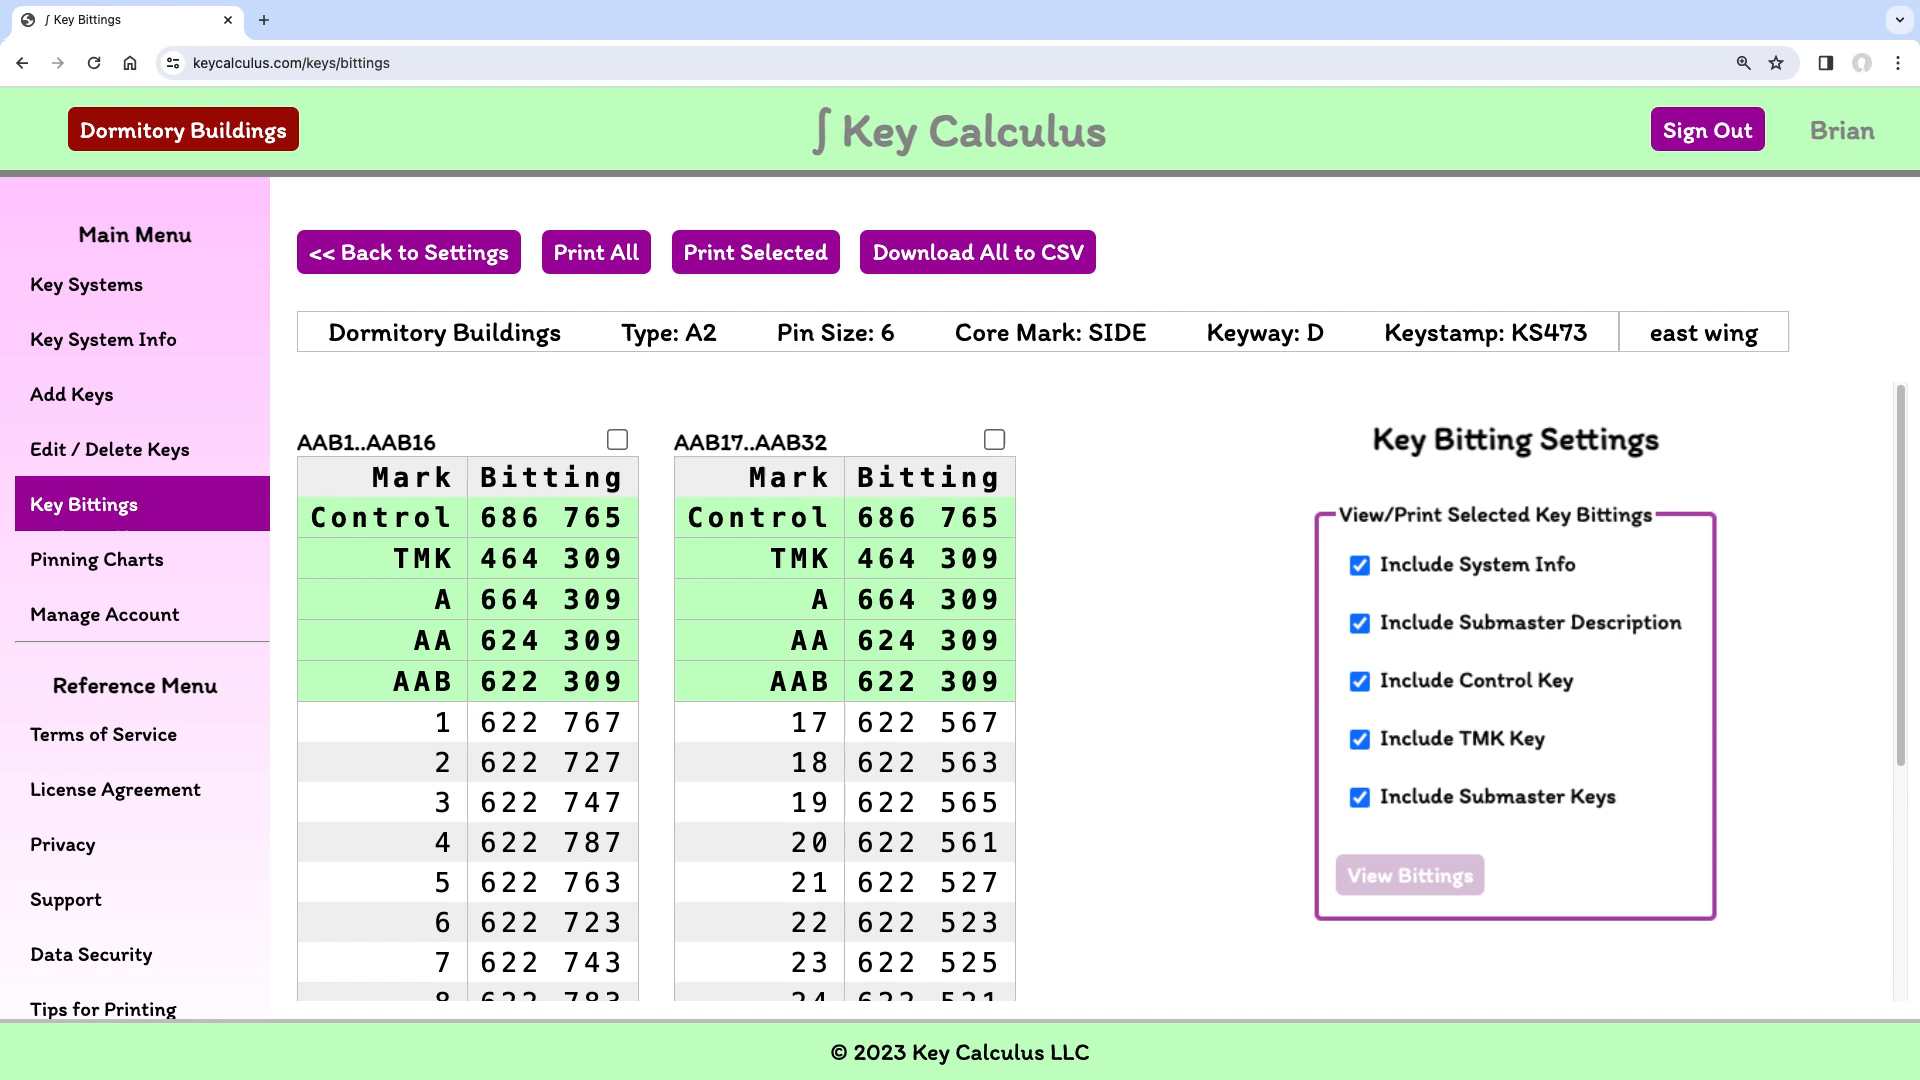 ∫ Key Bittings
keycalculus.com/keys/bittings
Dormitory Buildings
∫ Key Calculus
Sign Out
Brian
Main Menu
Key Systems
Key System Info
Add Keys
Edit / Delete Keys
Key Bittings
Pinning Charts
Manage Account
Reference Menu
Terms of Service
License Agreement
Privacy
Support
Data Security
Tips for Printing
<< Back to Settings
Print All
Print Selected
Download All to CSV
Dormitory Buildings Type: A2 Pin Size: 6 Core Mark: SIDE Keyway: D Keystamp: KS473 east wing
AAB1..AAB16
Mark Bitting
Control 686 765
TMK 464 309
A 664 309
AA 624 309
AAB 622 309
1 622 767
2 622 727
3 622 747
4 622 787
5 622 763
6 622 723
7 622 743
8 622 783
AAB17..AAB32
Mark Bitting
Control 686 765
TMK 464 309
A 664 309
AA 624 309
AAB 622 309
17 622 567
18 622 563
19 622 565
20 622 561
21 622 527
22 622 523
23 622 525
24 622 521
Key Bitting Settings
View/Print Selected Key Bittings
Include System Info
Include Submaster Description
Include Control Key
Include TMK Key
Include Submaster Keys
View Bittings
© 2023 Key Calculus LLC